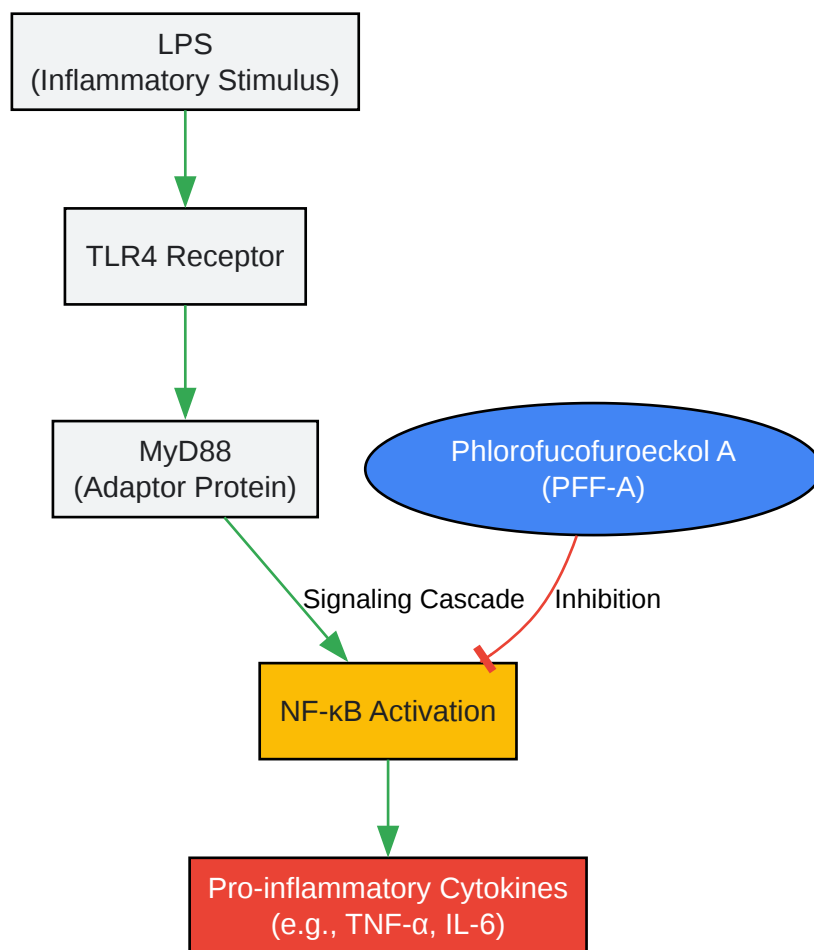 LPS
(Inflammatory Stimulus)
TLR4 Receptor
MyD88
(Adaptor Protein)
Phlorofucofuroeckol A
(PFF-A)
Signaling Cascade
Inhibition
NF-κB Activation
Pro-inflammatory Cytokines
(e.g., TNF-α, IL-6)